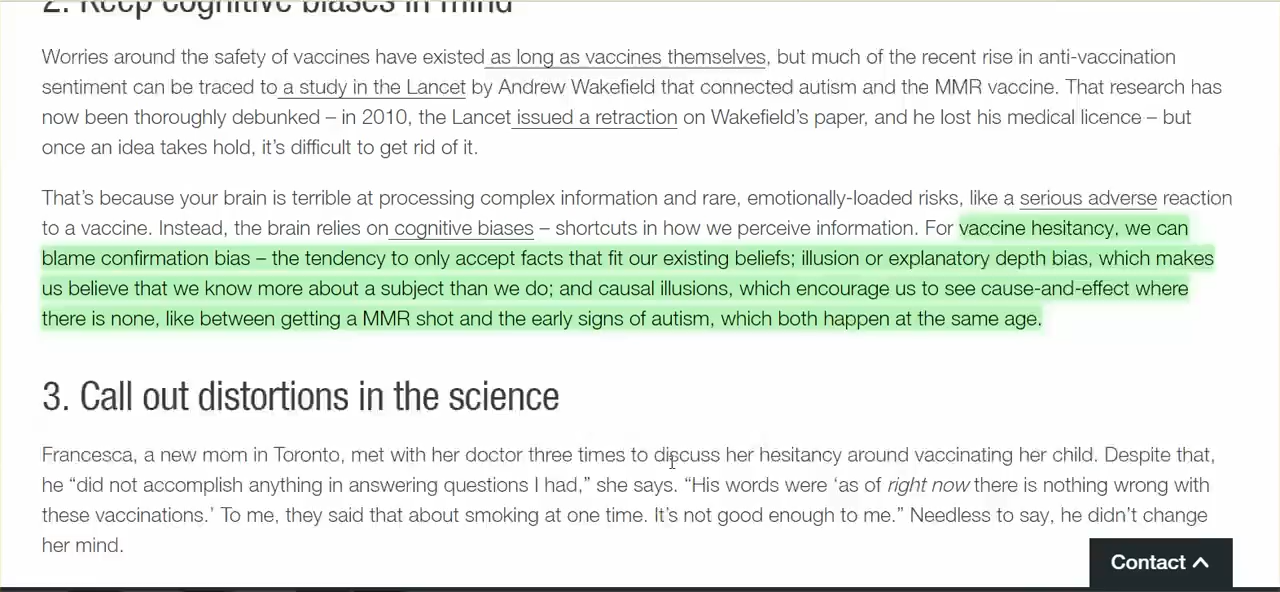 2. Keep cognitive biases in mind
Worries around the safety of vaccines have existed as long as vaccines themselves, but much of the recent rise in anti-vaccination
sentiment can be traced to a study in the Lancet by Andrew Wakefield that connected autism and the MMR vaccine. That research has
now been thoroughly debunked – in 2010, the Lancet issued a retraction on Wakefield’s paper, and he lost his medical licence – but
once an idea takes hold, it’s difficult to get rid of it.
That’s because your brain is terrible at processing complex information and rare, emotionally-loaded risks, like a serious adverse reaction
to a vaccine. Instead, the brain relies on cognitive biases – shortcuts in how we perceive information. For vaccine hesitancy, we can
blame confirmation bias – the tendency to only accept facts that fit our existing beliefs; illusion or explanatory depth bias, which makes
us believe that we know more about a subject than we do; and causal illusions, which encourage us to see cause-and-effect where
there is none, like between getting a MMR shot and the early signs of autism, which both happen at the same age.
3. Call out distortions in the science
Francesca, a new mom in Toronto, met with her doctor three times to discuss her hesitancy around vaccinating her child. Despite that,
he “did not accomplish anything in answering questions I had,” she says. “His words were ‘as of right now there is nothing wrong with
these vaccinations.’ To me, they said that about smoking at one time. It’s not good enough to me.” Needless to say, he didn’t change
her mind.
Contact